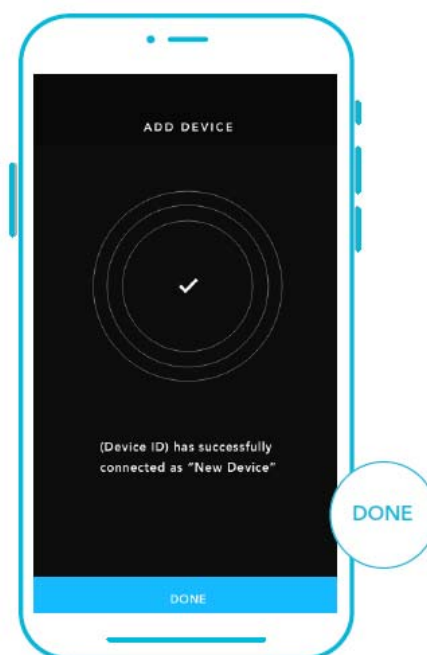 ADD DEVICE
(Device ID) has successfully
connected as “New Device”
DONE
DONE